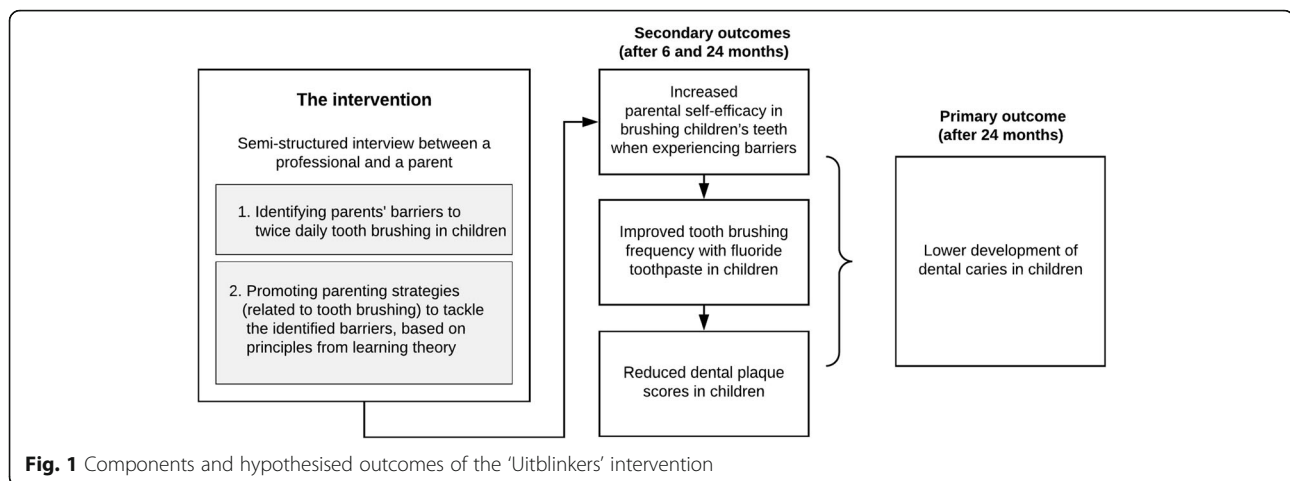 The intervention
Semi-structured interview between a
professional and a parent
1. Identifying parents' barriers to
twice daily tooth brushing in children
2. Promoting parenting strategies
(related to tooth brushing) to tackle
the identified barriers, based on
principles from learning theory
Secondary outcomes
(after 6 and 24 months)
Increased
parental self-efficacy in
brushing children's teeth
when experiencing barriers
Improved tooth brushing
frequency with fluoride
toothpaste in children
Reduced dental plaque
scores in children
Primary outcome
(after 24 months)
Lower development of
dental caries in children
Fig. 1 Components and hypothesised outcomes of the ‘Uitblinkers’ intervention